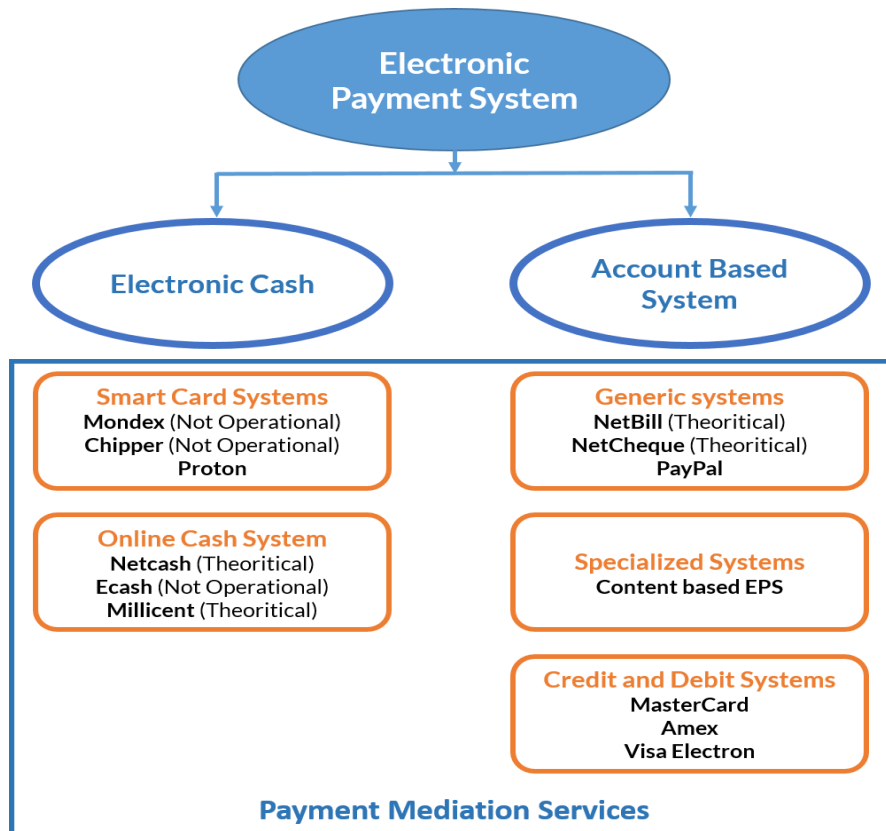 Electronic
Payment System
Electronic Cash
Account Based
System
Smart Card Systems
Mondex (Not Operational)
Chipper (Not Operational)
Proton
Online Cash System
Netcash (Theoritical)
Ecash (Not Operational)
Millicent (Theoritical)
Generic systems
NetBill (Theoritical)
NetCheque (Theoritical)
PayPal
Specialized Systems
Content based EPS
Credit and Debit Systems
MasterCard
Amex
Visa Electron
Payment Mediation Services